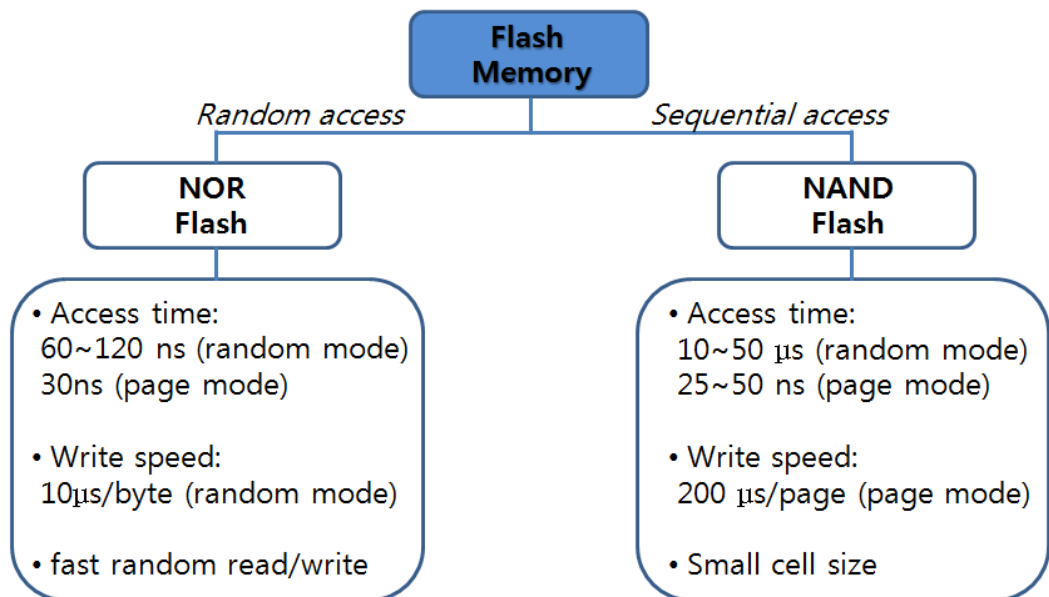 Flash
Memory
Random access
Sequential access
NOR
Flash
NAND
Flash
• Access time:
60~120 ns (random mode)
30ns (page mode)
• Write speed:
10µs/byte (random mode)
• fast random read/write
• Access time:
10~50 µs (random mode)
25~50 ns (page mode)
• Write speed:
200 µs/page (page mode)
• Small cell size